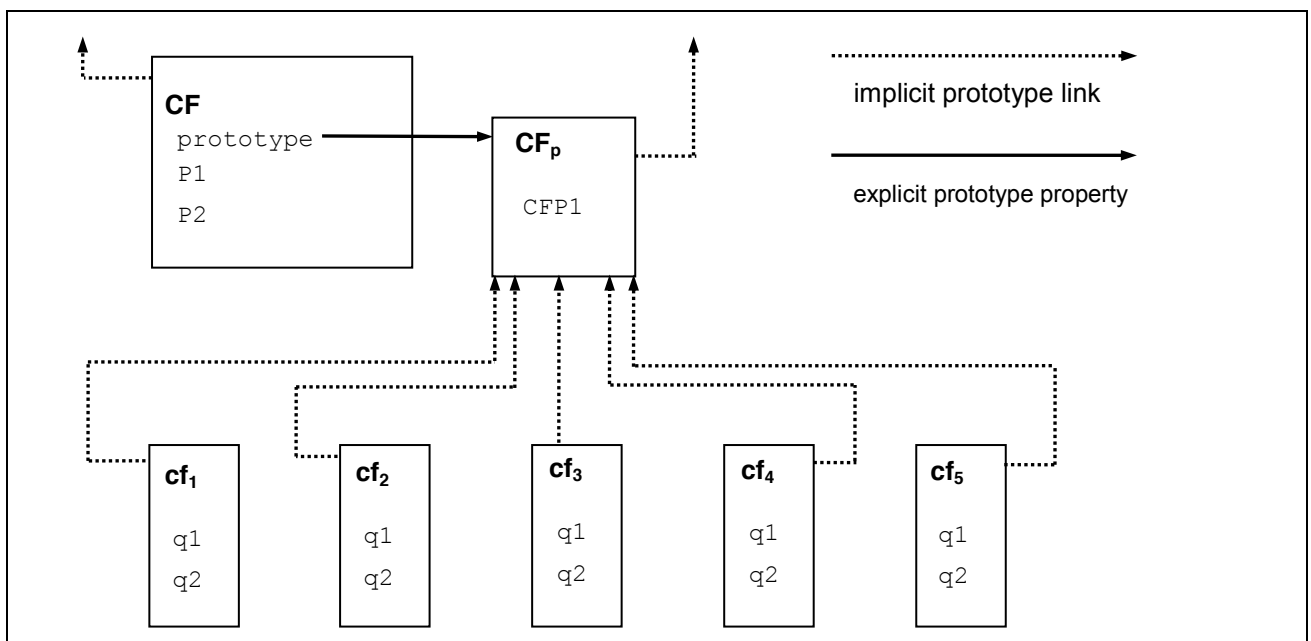 CF
prototype
P1
P2
CFp
CFP1
implicit prototype link
explicit prototype property
cf1
q1
q2
cf2
q1
q2
cf3
q1
q2
cf4
q1
q2
cf5
q1
q2